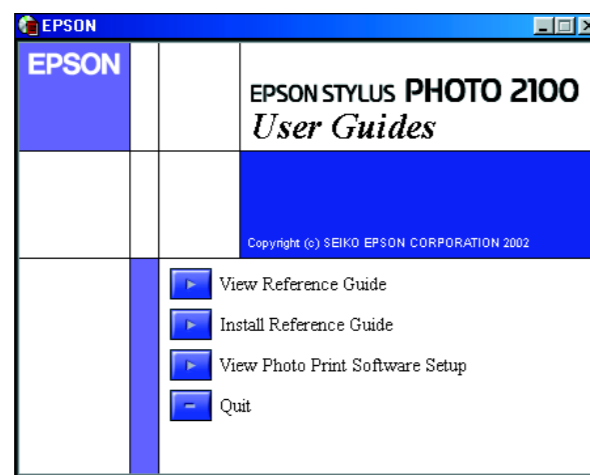 EPSON
EPSON
EPSON STYLUS PHOTO 2100
User Guides
Copyright (c) SEIKO EPSON CORPORATION 2002
View Reference Guide
Install Reference Guide
View Photo Print Software Setup
Quit